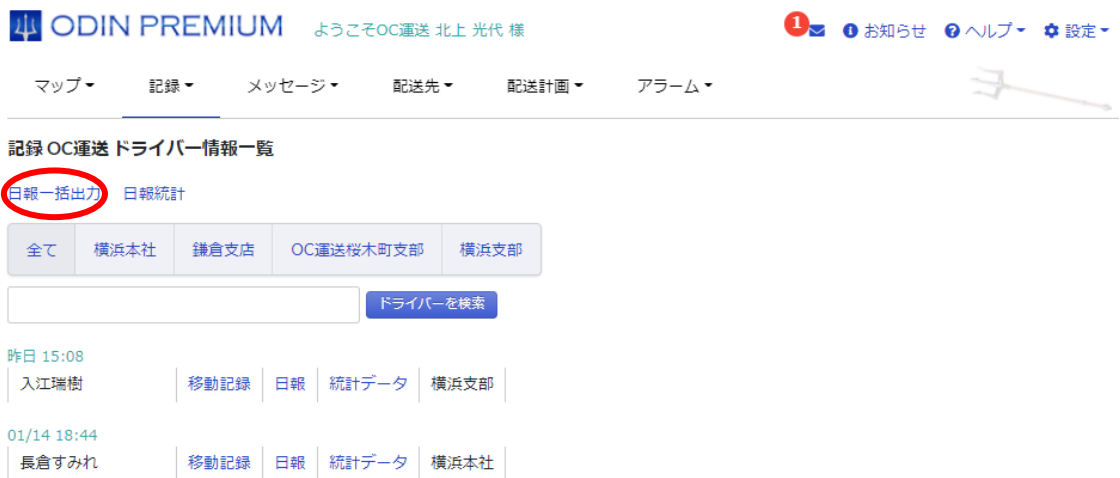 ODIN PREMIUM ようこそOC運送 北上 光代 様 1 お知らせ ヘルプ 設定
マップ 記録 メッセージ 配送先 配送計画 アラーム
記録 OC運送 ドライバー情報一覧
日報一括出力 日報統計
全て 横浜本社 鎌倉支店 OC運送桜木町支部 横浜支部
ドライバーを検索
昨日 15:08
入江瑞樹 移動記録 日報 統計データ 横浜支部
01/14 18:44
長倉すみれ 移動記録 日報 統計データ 横浜本社